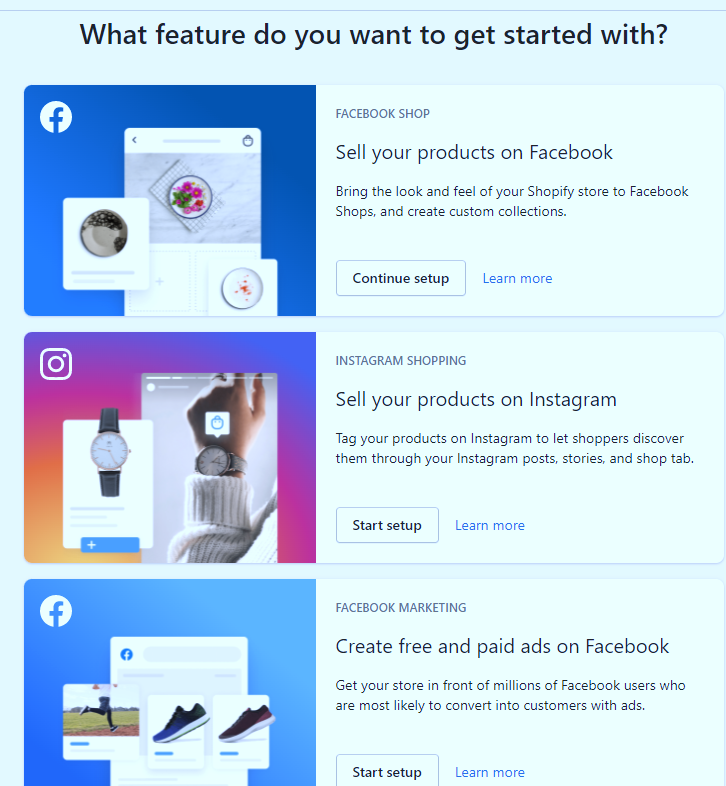 What feature do you want to get started with?
FACEBOOK SHOP
Sell your products on Facebook
Bring the look and feel of your Shopify store to Facebook
Shops, and create custom collections.
Continue setup Learn more
INSTAGRAM SHOPPING
Sell your products on Instagram
Tag your products on Instagram to let shoppers discover
them through your Instagram posts, stories, and shop tab.
Start setup Learn more
FACEBOOK MARKETING
Create free and paid ads on Facebook
Get your store in front of millions of Facebook users who
are most likely to convert into customers with ads.
Start setup Learn more